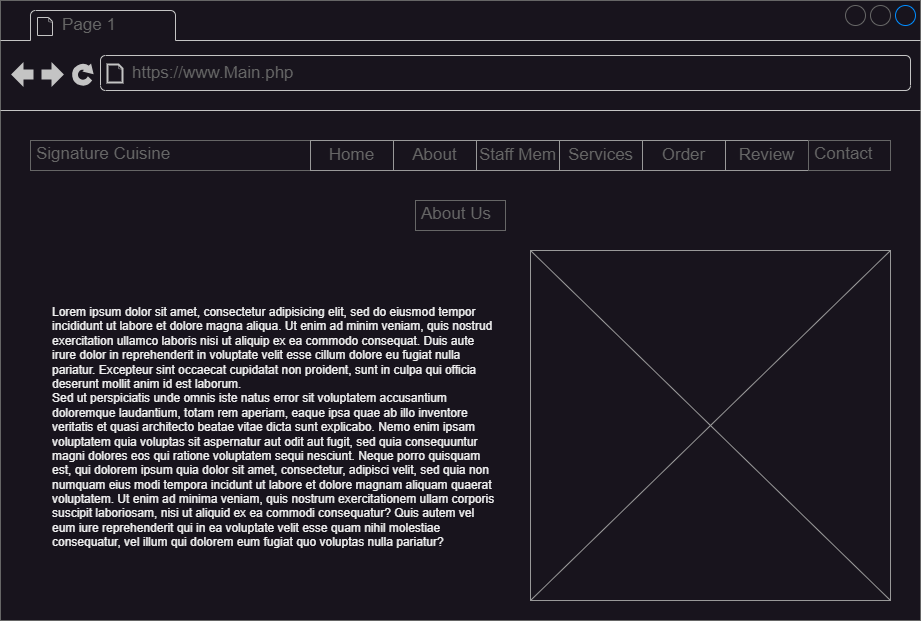 Page 1
https://www.Main.php
Signature Cuisine Home About Staff Mem Services Order Review Contact
About Us
Lorem ipsum dolor sit amet, consectetur adipisicing elit, sed do eiusmod tempor
incididunt ut labore et dolore magna aliqua. Ut enim ad minim veniam, quis nostrud
exercitation ullamco laboris nisi ut aliquip ex ea commodo consequat. Duis aute
irure dolor in reprehenderit in voluptate velit esse cillum dolore eu fugiat nulla
pariatur. Excepteur sint occaecat cupidatat non proident, sunt in culpa qui officia
deserunt mollit anim id est laborum.
Sed ut perspiciatis unde omnis iste natus error sit voluptatem accusantium
doloremque laudantium, totam rem aperiam, eaque ipsa quae ab illo inventore
veritatis et quasi architecto beatae vitae dicta sunt explicabo. Nemo enim ipsam
voluptatem quia voluptas sit aspernatur aut odit aut fugit, sed quia consequuntur
magni dolores eos qui ratione voluptatem sequi nesciunt. Neque porro quisquam
est, qui dolorem ipsum quia dolor sit amet, consectetur, adipisci velit, sed quia non
numquam eius modi tempora incidunt ut labore et dolore magnam aliquam quaerat
voluptatem. Ut enim ad minima veniam, quis nostrum exercitationem ullam corporis
suscipit laboriosam, nisi ut aliquid ex ea commodi consequatur? Quis autem vel
eum iure reprehenderit qui in ea voluptate velit esse quam nihil molestiae
consequatur, vel illum qui dolorem eum fugiat quo voluptas nulla pariatur?